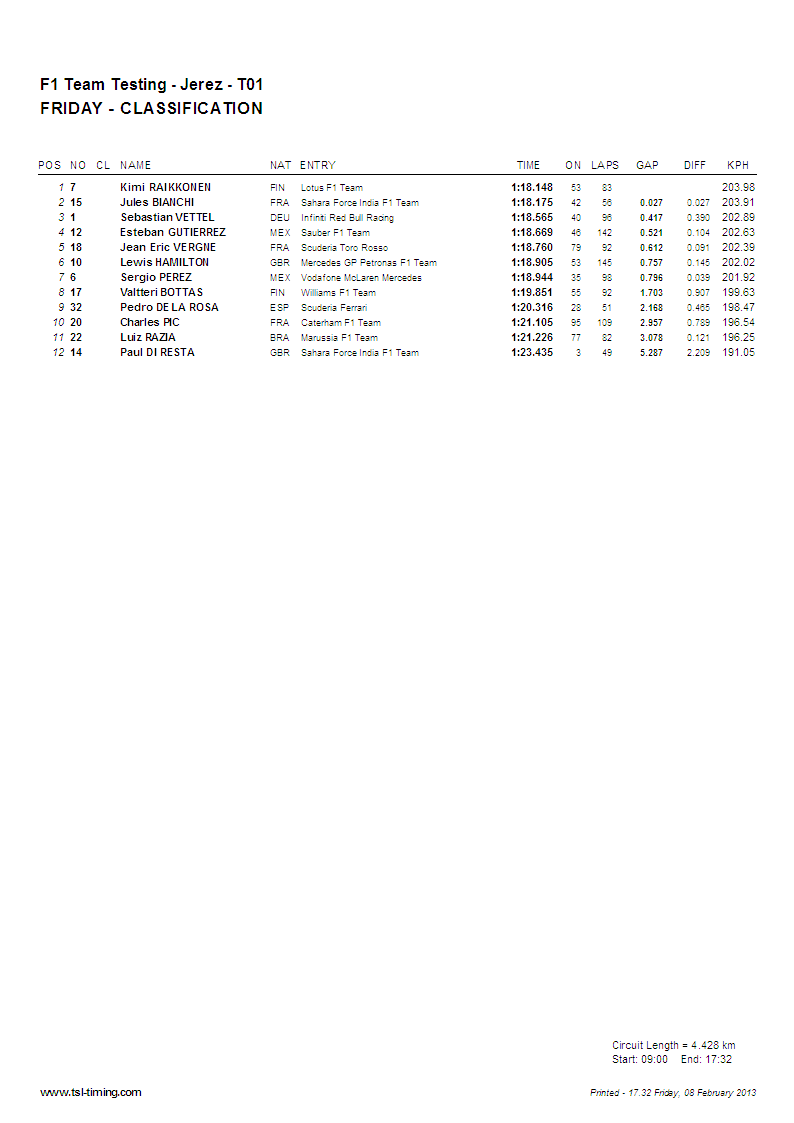 F1 Team Testing - Jerez - T01
FRIDAY - CLASSIFICATION
POS NO CL NAME NAT ENTRY TIME ON LAPS GAP DIFF KPH
1 7 Kimi RAIKKONEN FIN Lotus F1 Team 1:18.148 53 83 203.98
2 15 Jules BIANCHI FRA Sahara Force India F1 Team 1:18.175 42 56 0.027 0.027 203.91
3 1 Sebastian VETTEL DEU Infiniti Red Bull Racing 1:18.565 40 96 0.417 0.390 202.89
4 12 Esteban GUTIERREZ MEX Sauber F1 Team 1:18.669 46 142 0.521 0.104 202.63
5 18 Jean Eric VERGNE FRA Scuderia Toro Rosso 1:18.760 79 92 0.612 0.091 202.39
6 10 Lewis HAMILTON GBR Mercedes GP Petronas F1 Team 1:18.905 53 145 0.757 0.145 202.02
7 6 Sergio PEREZ MEX Vodafone McLaren Mercedes 1:18.944 35 98 0.796 0.039 201.92
8 17 Valtteri BOTTAS FIN Williams F1 Team 1:19.851 55 92 1.703 0.907 199.63
9 32 Pedro DE LA ROSA ESP Scuderia Ferrari 1:20.316 28 51 2.168 0.465 198.47
10 20 Charles PIC FRA Caterham F1 Team 1:21.105 95 109 2.957 0.789 196.54
11 22 Luiz RAZIA BRA Marussia F1 Team 1:21.226 77 82 3.078 0.121 196.25
12 14 Paul DI RESTA GBR Sahara Force India F1 Team 1:23.435 3 49 5.287 2.209 191.05
Circuit Length = 4.428 km
Start: 09:00 End: 17:32
www.tsl-timing.com Printed - 17:32 Friday, 08 February 2013